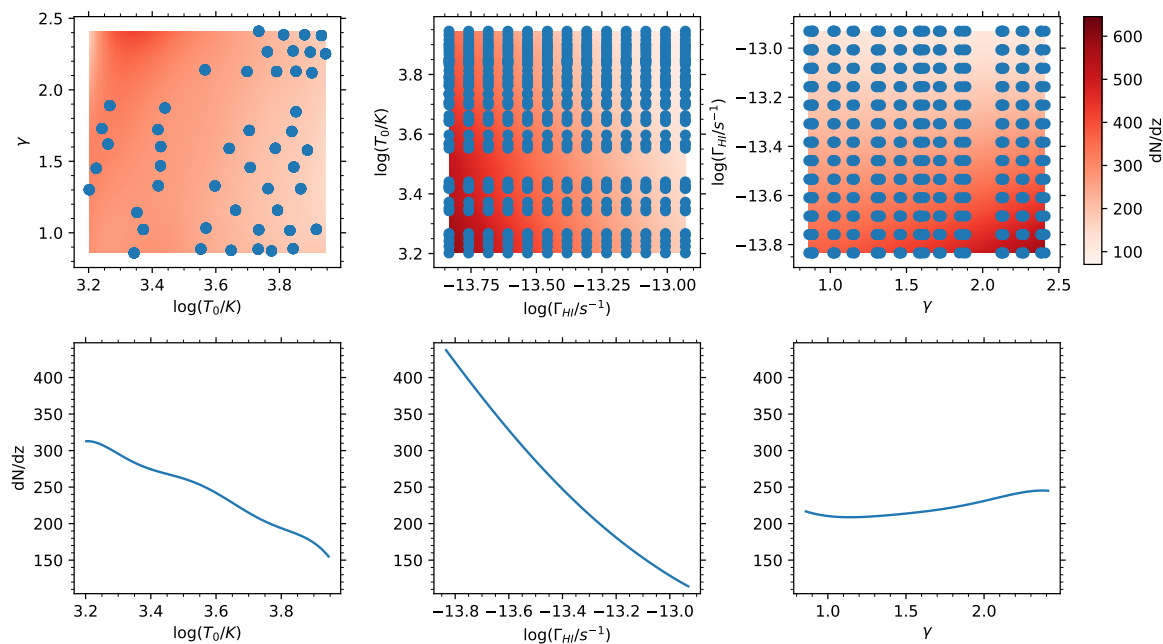 2.5
2.0
1.5
1.0
γ
3.2 3.4 3.6 3.8
log(T₀/K)
3.8
3.6
3.4
3.2
log(T₀/K)
−13.75 −13.50 −13.25 −13.00
log(Γ_HI/s⁻¹)
−13.0
−13.2
−13.4
−13.6
−13.8
log(Γ_HI/s⁻¹)
1.0 1.5 2.0 2.5
γ
600
500
400
300
200
100
dN/dz
400
350
300
250
200
150
dN/dz
3.2 3.4 3.6 3.8
log(T₀/K)
400
350
300
250
200
150
−13.8 −13.6 −13.4 −13.2 −13.0
log(Γ_HI/s⁻¹)
400
350
300
250
200
150
1.0 1.5 2.0
γ